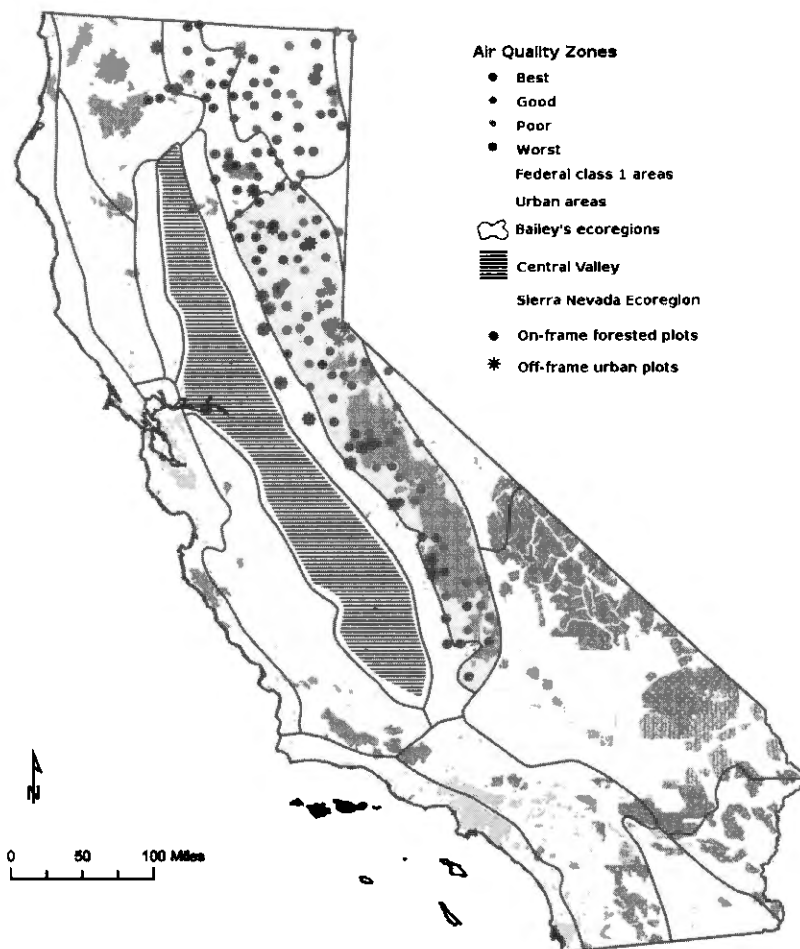 Air Quality Zones
Best
Good
Poor
Worst
Federal class 1 areas
Urban areas
Bailey's ecoregions
Central Valley
Sierra Nevada Ecoregion
On-frame forested plots
Off-frame urban plots
N
0 50 100 Miles